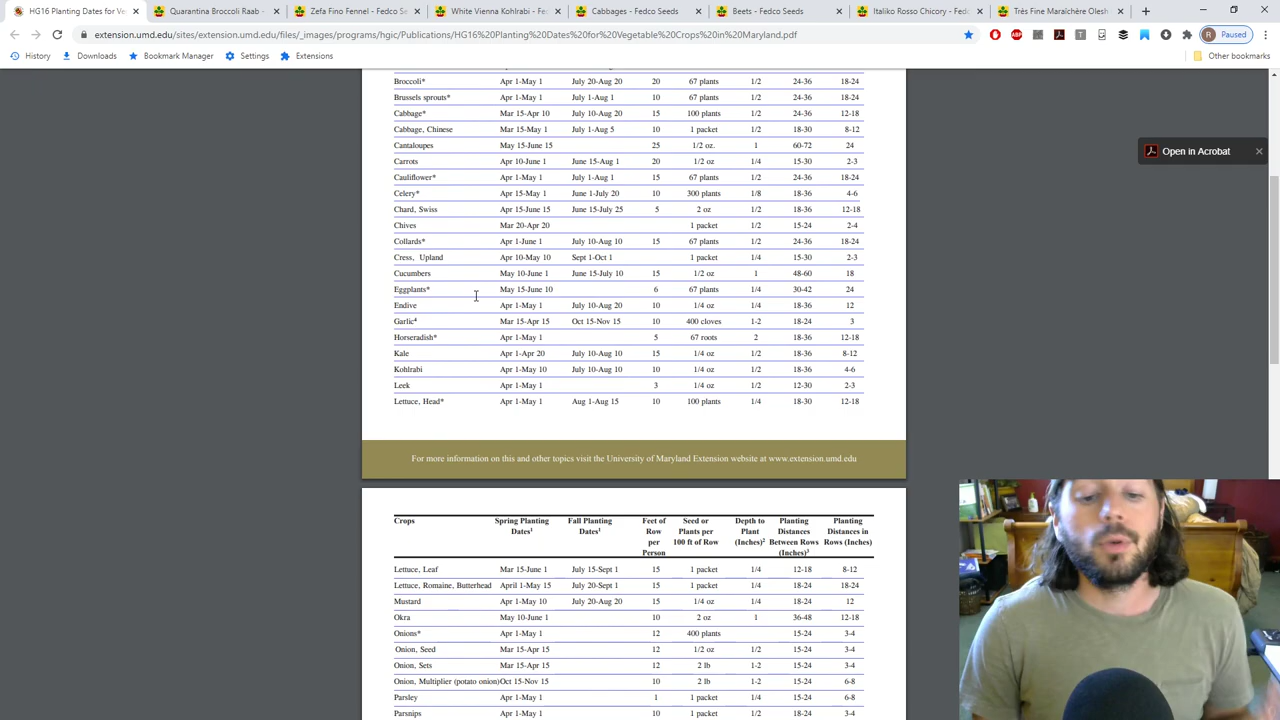 HG16 Planting Dates for Ve
Quarantina Broccoli Raab -
Zefa Fino Fennel - Fedco Se
White Vienna Kohlrabi - Fe
Cabbages - Fedco Seeds
Beets - Fedco Seeds
Italiko Rosso Chicory - Fed
Très Fine Maraîchère Olesh
extension.umd.edu/sites/extension.umd.edu/files/_images/programs/hgic/Publications/HG16%20Planting%20Dates%20for%20Vegetable%20Crops%20in%20Maryland.pdf
R Paused
History Downloads Bookmark Manager Settings Extensions Other bookmarks
Open in Acrobat
Broccoli* Apr 1-May 1 July 20-Aug 20 20 67 plants 1/2 24-36 18-24
Brussels sprouts* Apr 1-May 1 July 1-Aug 1 10 67 plants 1/2 24-36 18-24
Cabbage* Mar 15-Apr 10 July 10-Aug 20 15 100 plants 1/2 24-36 12-18
Cabbage, Chinese Mar 15-May 1 July 1-Aug 5 10 1 packet 1/2 18-30 8-12
Cantaloupes May 15-June 15 25 1/2 oz. 1 60-72 24
Carrots Apr 10-June 1 June 15-Aug 1 20 1/2 oz 1/4 15-30 2-3
Cauliflower* Apr 1-May 1 July 1-Aug 1 15 67 plants 1/2 24-36 18-24
Celery* Apr 15-May 1 June 1-July 20 10 300 plants 1/8 18-36 4-6
Chard, Swiss Apr 15-June 15 June 15-July 25 5 2 oz 1/2 18-36 12-18
Chives Mar 20-Apr 20 1 packet 1/2 15-24 2-4
Collards* Apr 1-June 1 July 10-Aug 10 15 67 plants 1/2 24-36 18-24
Cress, Upland Apr 10-May 10 Sept 1-Oct 1 1 packet 1/4 15-30 2-3
Cucumbers May 10-June 1 June 15-July 10 15 1/2 oz 1 48-60 18
Eggplants* May 15-June 10 6 67 plants 1/4 30-42 24
Endive Apr 1-May 1 July 10-Aug 20 10 1/4 oz 1/4 18-36 12
Garlic⁴ Mar 15-Apr 15 Oct 15-Nov 15 10 400 cloves 1-2 18-24 3
Horseradish* Apr 1-May 1 5 67 roots 2 18-36 12-18
Kale Apr 1-Apr 20 July 10-Aug 10 15 1/4 oz 1/2 18-36 8-12
Kohlrabi Apr 1-May 10 July 10-Aug 10 10 1/4 oz 1/2 18-36 4-6
Leek Apr 1-May 1 3 1/4 oz 1/2 12-30 2-3
Lettuce, Head* Apr 1-May 1 Aug 1-Aug 15 10 100 plants 1/4 18-30 12-18
For more information on this and other topics visit the University of Maryland Extension website at www.extension.umd.edu
Crops Spring Planting Fall Planting Feet of Seed or Depth to Planting Planting
Dates¹ Dates¹ Row Plants per Plant Distances Distances in
per 100 ft of Row (Inches)² Between Rows Rows (Inches)
Person (Inches)³
Lettuce, Leaf Mar 15-June 1 July 15-Sept 1 15 1 packet 1/4 12-18 8-12
Lettuce, Romaine, Butterhead April 1-May 15 July 20-Sept 1 15 1 packet 1/4 18-24 18-24
Mustard Apr 1-May 10 July 20-Aug 20 15 1/4 oz 1/4 18-24 12
Okra May 10-June 1 10 2 oz 1 36-48 12-18
Onions* Apr 1-May 1 12 400 plants 15-24 3-4
Onion, Seed Mar 15-Apr 15 12 1/2 oz 1/2 15-24 3-4
Onion, Sets Mar 15-Apr 15 12 2 lb 1-2 15-24 3-4
Onion, Multiplier (potato onion) Oct 15-Nov 15 10 2 lb 1-2 15-24 6-8
Parsley Apr 1-May 1 1 1 packet 1/4 15-24 6-8
Parsnips Apr 1-May 1 10 1 packet 1/2 18-24 3-4